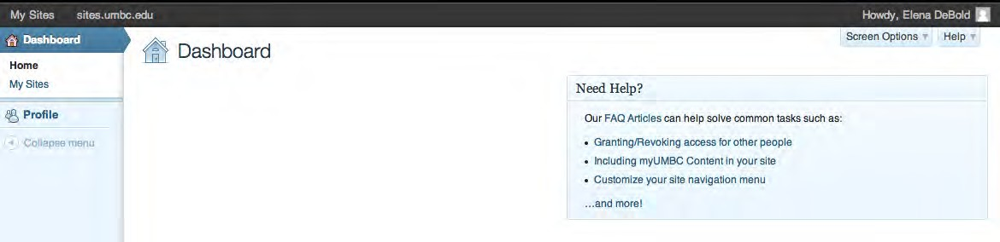 My Sites sites.umbc.edu Howdy, Elena DeBold
Dashboard
Home
My Sites
Profile
Collapse menu
Dashboard
Screen Options Help
Need Help?
Our FAQ Articles can help solve common tasks such as:
• Granting/Revoking access for other people
• Including myUMBC Content in your site
• Customize your site navigation menu
...and more!